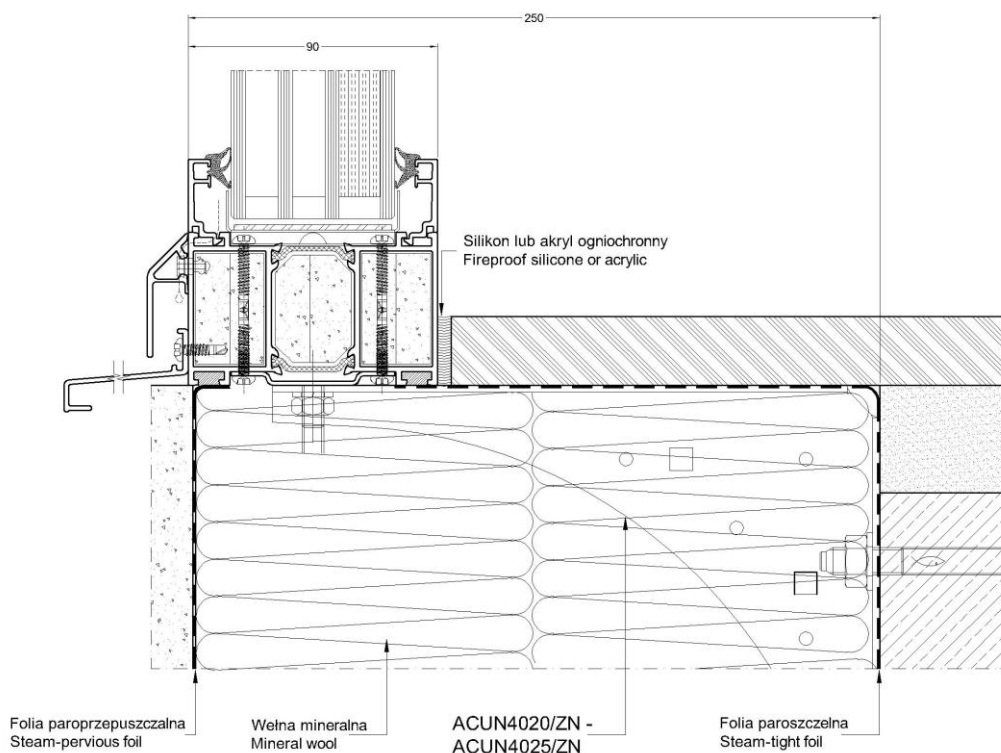 250
90
Silikon lub akryl ogniochronny
Fireproof silicone or acrylic
Folia paroprzepuszczalna
Steam-pervious foil
Wełna mineralna
Mineral wool
ACUN4020/ZN -
ACUN4025/ZN
Folia paroszczelna
Steam-tight foil